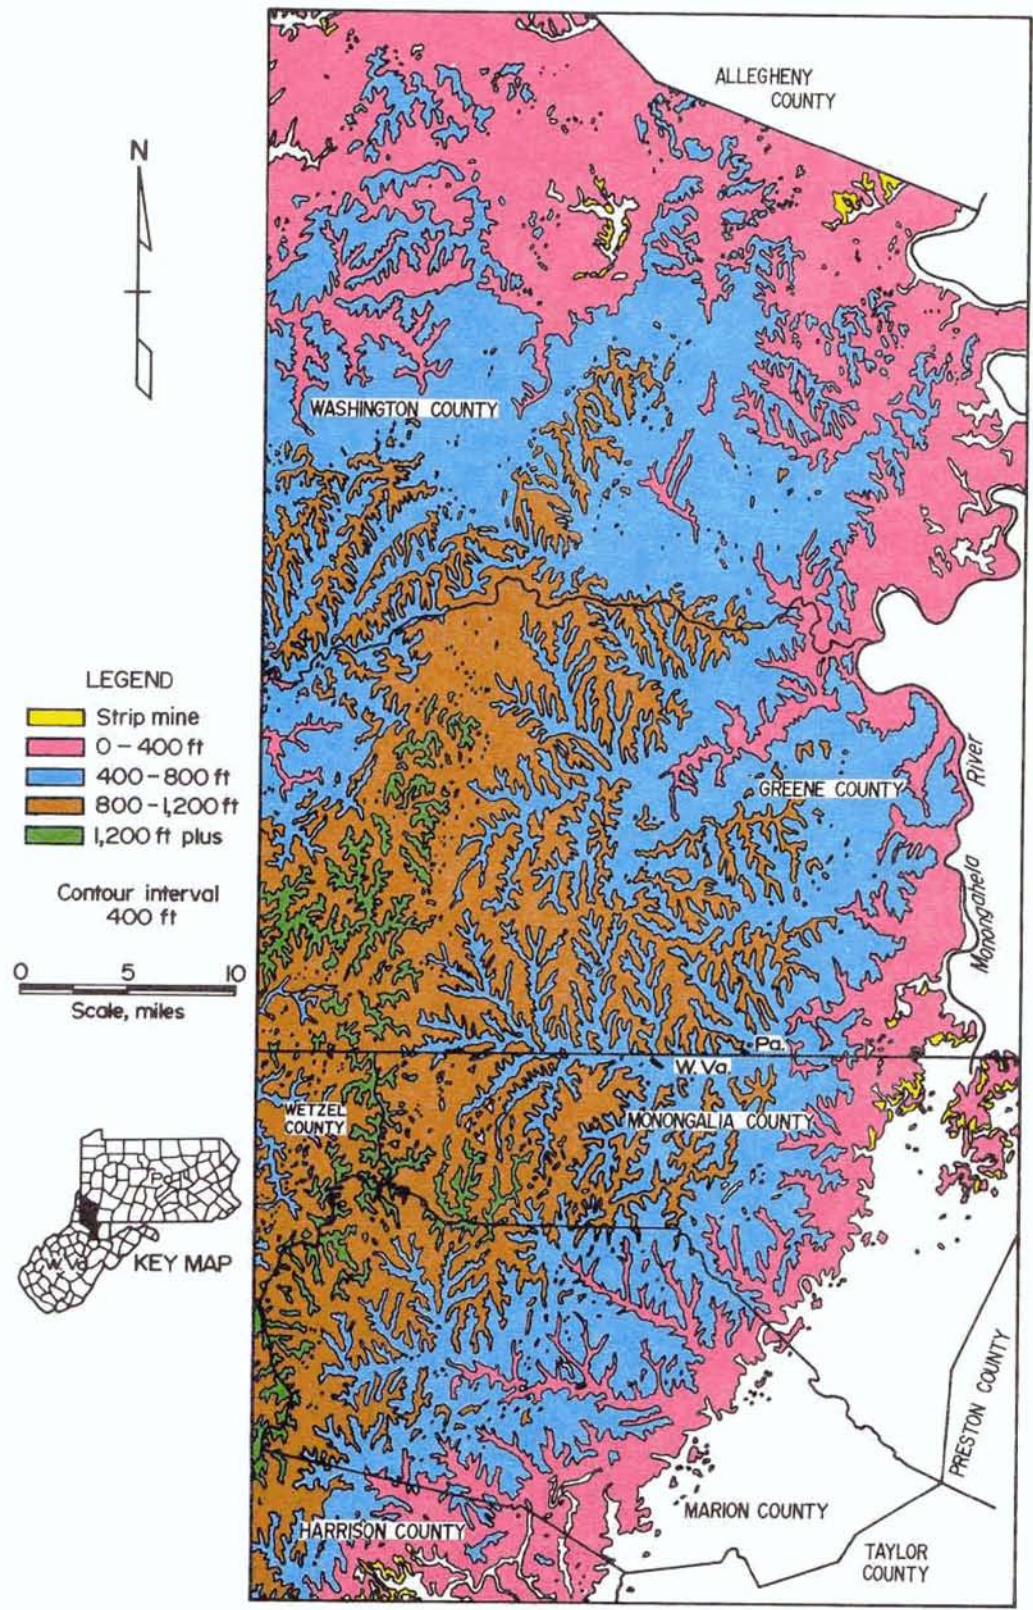 ALLEGHENY
COUNTY
N
WASHINGTON COUNTY
LEGEND
Strip mine
0 – 400 ft
400 – 800 ft
800 – 1,200 ft
1,200 ft plus
Contour interval
400 ft
0 5 10
Scale, miles
GREENE COUNTY
Monongahela River
Pa.
W. Va.
WETZEL
COUNTY
MONONGALIA COUNTY
Pa.
W. Va.
KEY MAP
PRESTON COUNTY
MARION COUNTY
HARRISON COUNTY
TAYLOR
COUNTY